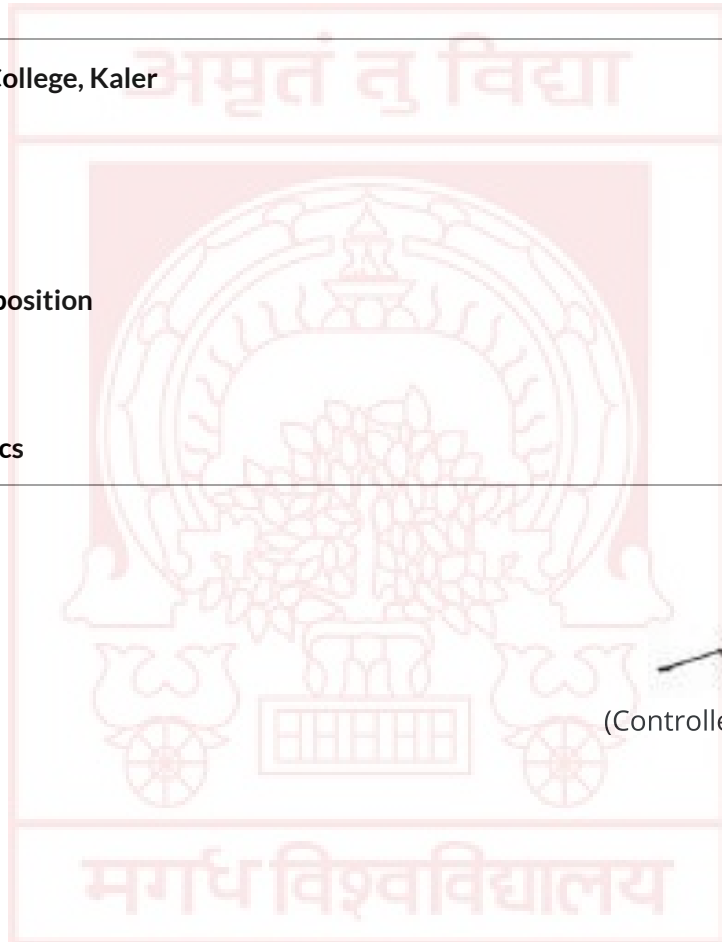 अमृतं तु विद्या
College, Kaler
position
cs
(Controlle
मगध विश्वविद्यालय